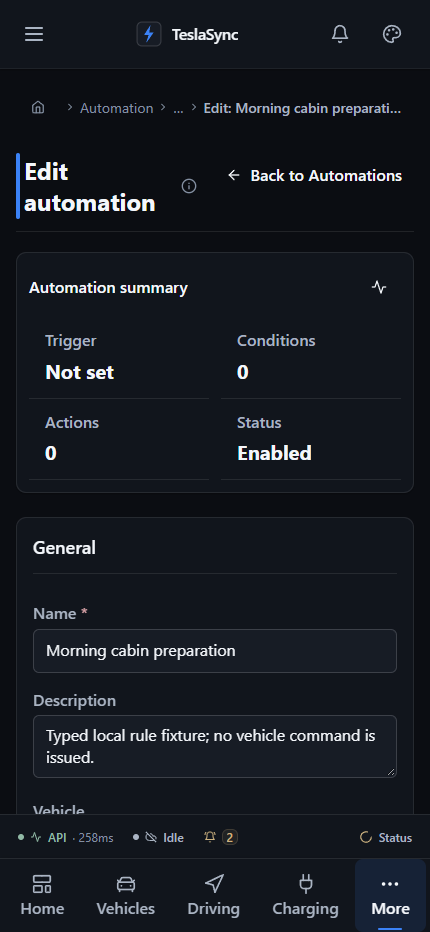 TeslaSync
Automation
...
Edit: Morning cabin preparati...
Edit
automation
Back to Automations
Automation summary
Trigger
Conditions
Not set
0
Actions
Status
0
Enabled
General
Name *
Morning cabin preparation
Description
Typed local rule fixture; no vehicle command is
issued.
Vehicle
API · 258ms
Idle
2
Status
Home
Vehicles
Driving
Charging
More